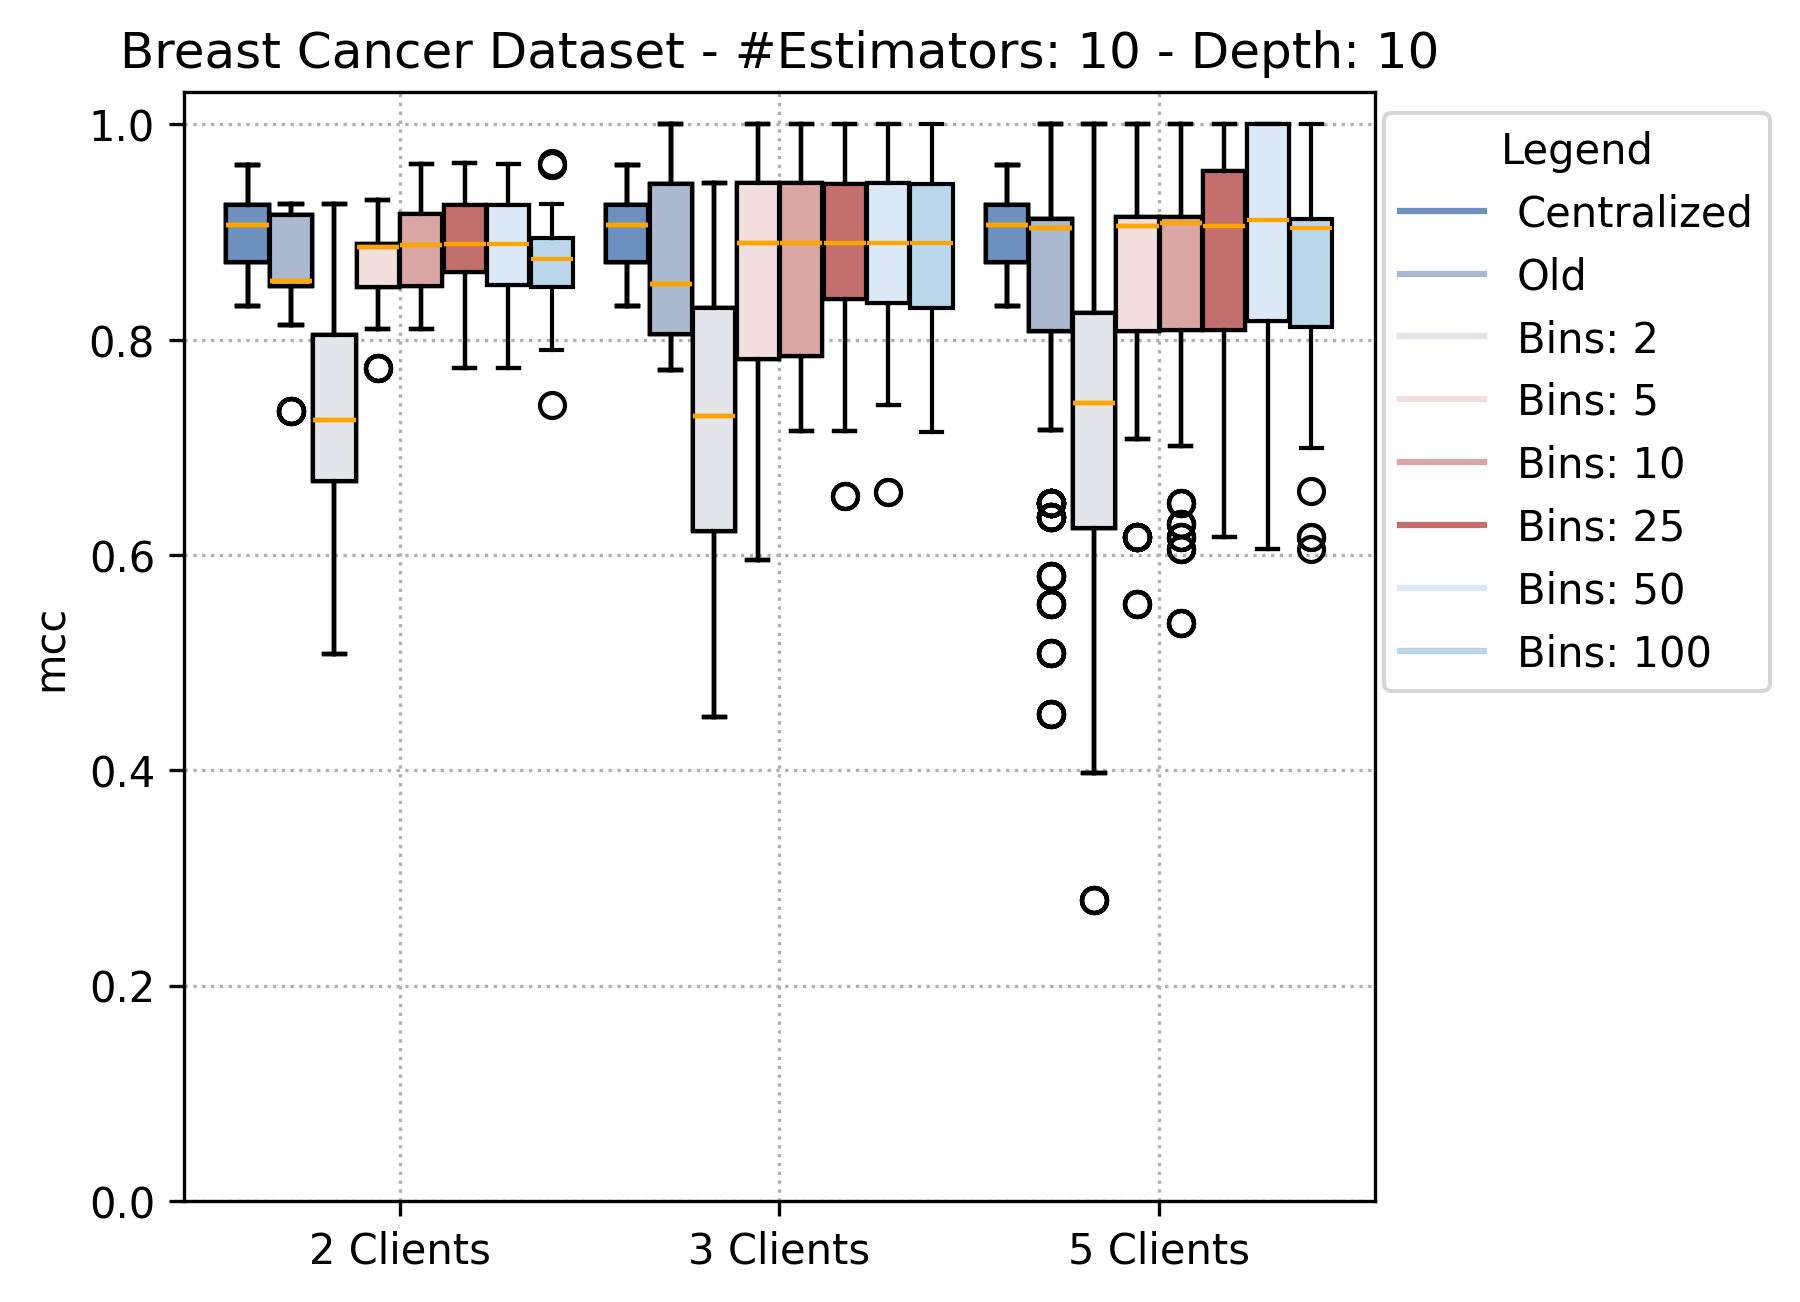 Breast Cancer Dataset - #Estimators: 10 - Depth: 10
1.0
0.8
0.6
0.4
0.2
0.0
mcc
2 Clients
3 Clients
5 Clients
Legend
Centralized
Old
Bins: 2
Bins: 5
Bins: 10
Bins: 25
Bins: 50
Bins: 100